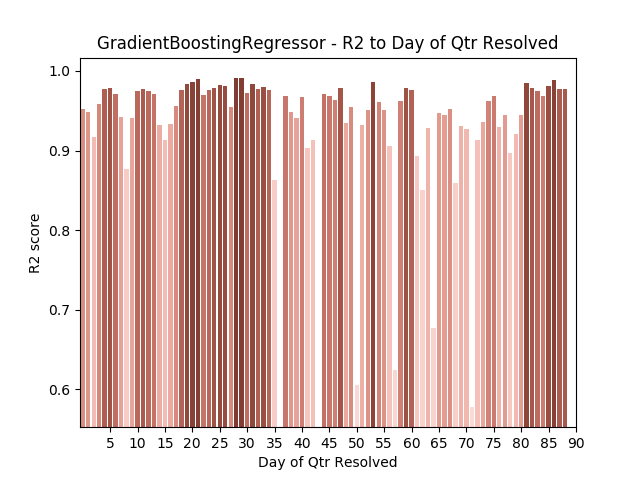 GradientBoostingRegressor - R2 to Day of Qtr Resolved
1.0
0.9
0.8
0.7
0.6
R2 score
5 10 15 20 25 30 35 40 45 50 55 60 65 70 75 80 85 90
Day of Qtr Resolved